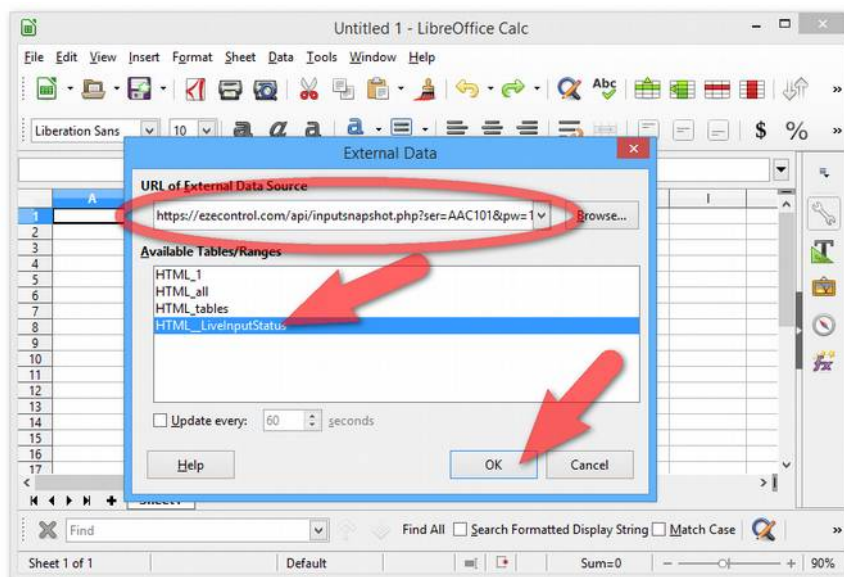 Untitled 1 - LibreOffice Calc
File Edit View Insert Format Sheet Data Tools Window Help
Abc
Liberation Sans 10 a a a a $ %
External Data
URL of External Data Source
https://ezecontrol.com/api/inputsnapshot.php?ser=AAC101&pw=1 Browse...
Available Tables/Ranges
HTML_1
HTML_all
HTML_tables
HTML__LiveInputStatus
Update every: 60 seconds
Help OK Cancel
A I
1
2
3
4
5
6
7
8
9
10
11
12
13
14
15
16
17
Find Find All Search Formatted Display String Match Case
Sheet 1 of 1 Default Sum=0 90%